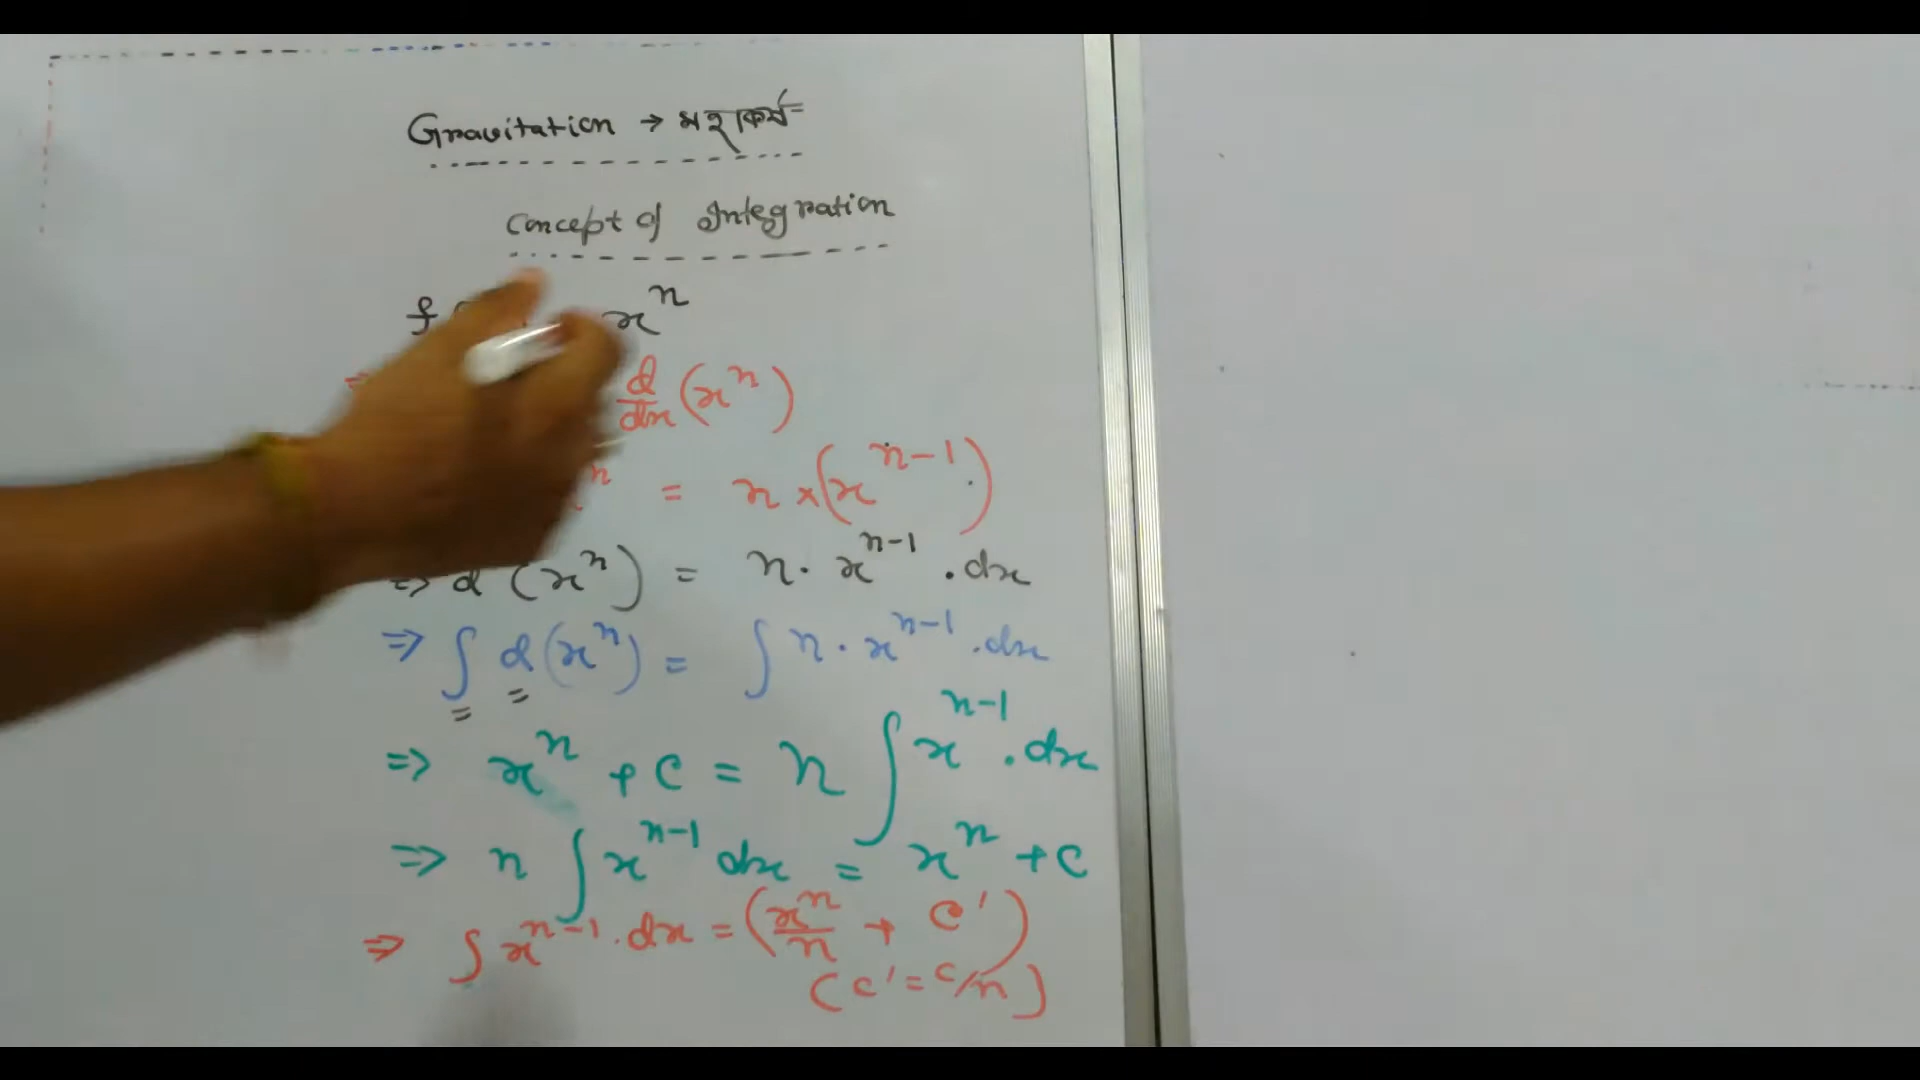 Gravitation → মহাকর্ষ
Concept of Integration
f x^n
⇒ d/dx (x^n)
x^n = n × (x^{n-1})
⇒ d (x^n) = n . x^{n-1} . dx
⇒ ∫ d(x^n) = ∫ n . x^{n-1} . dx
⇒ x^n + c = n ∫ x^{n-1} . dx
⇒ n ∫ x^{n-1} dx = x^n + c
⇒ ∫ x^{n-1} . dx = (x^n/n + c')
(c' = c/n)